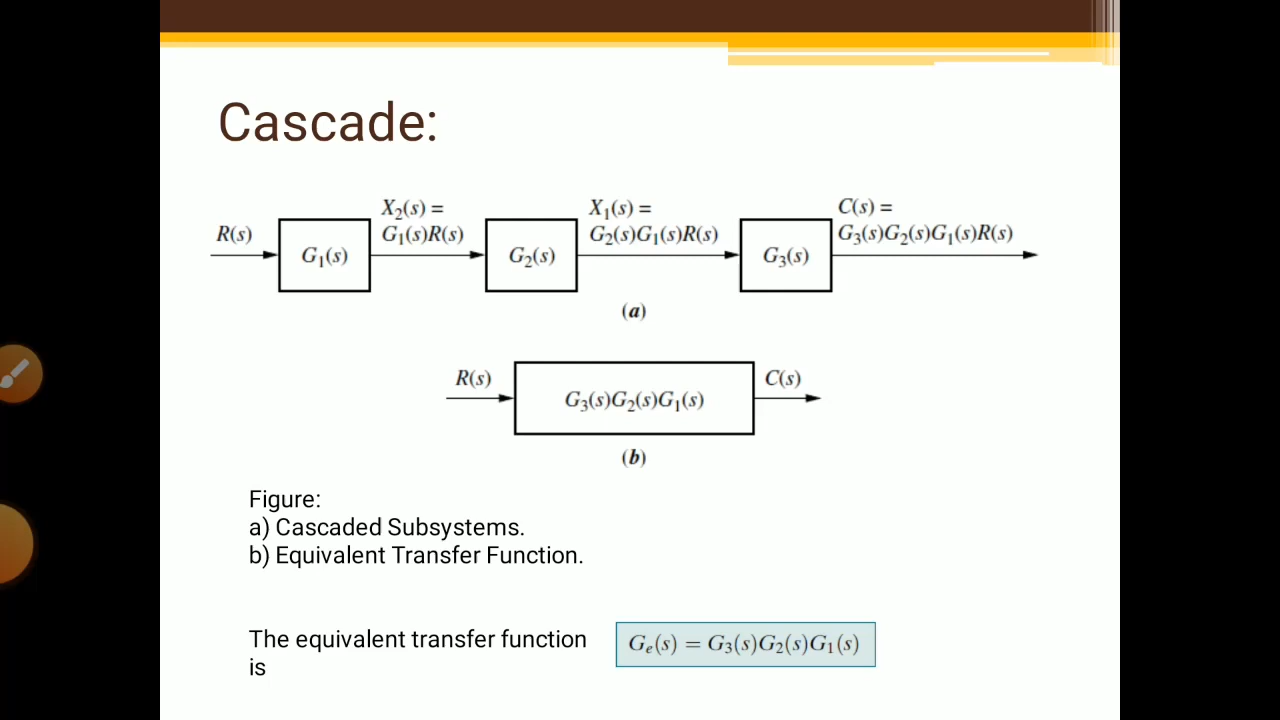 Cascade:
R(s)
G₁(s)
X₂(s) =
G₁(s)R(s)
G₂(s)
X₁(s) =
G₂(s)G₁(s)R(s)
G₃(s)
C(s) =
G₃(s)G₂(s)G₁(s)R(s)
(a)
R(s)
G₃(s)G₂(s)G₁(s)
C(s)
(b)
Figure:
a) Cascaded Subsystems.
b) Equivalent Transfer Function.
The equivalent transfer function
is
Gₑ(s) = G₃(s)G₂(s)G₁(s)